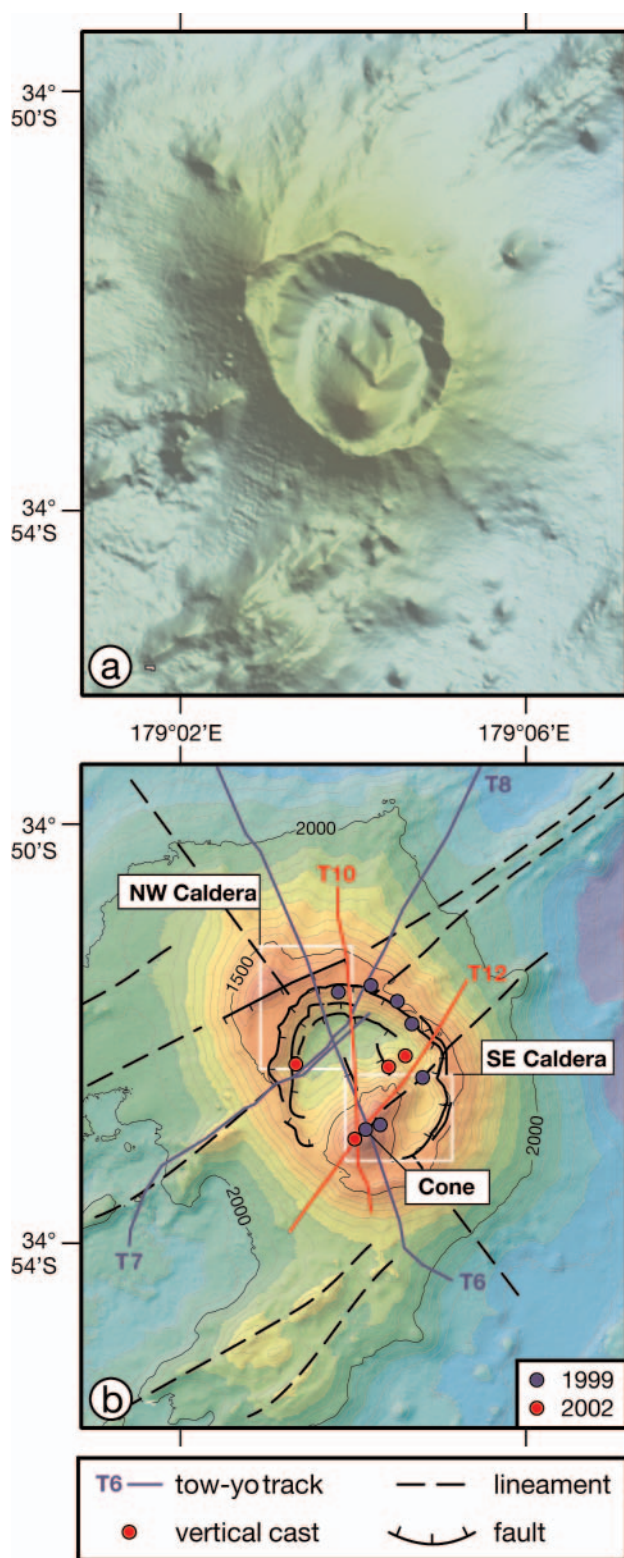 34°
50'S
34°
54'S
a
179°02'E 179°06'E
34°
50'S
T8
2000
T10
NW Caldera
1500
T12
SE Caldera
2000
Cone
2000
T7
34°
54'S
T6
b
1999
2002
T6 tow-yo track lineament
vertical cast fault